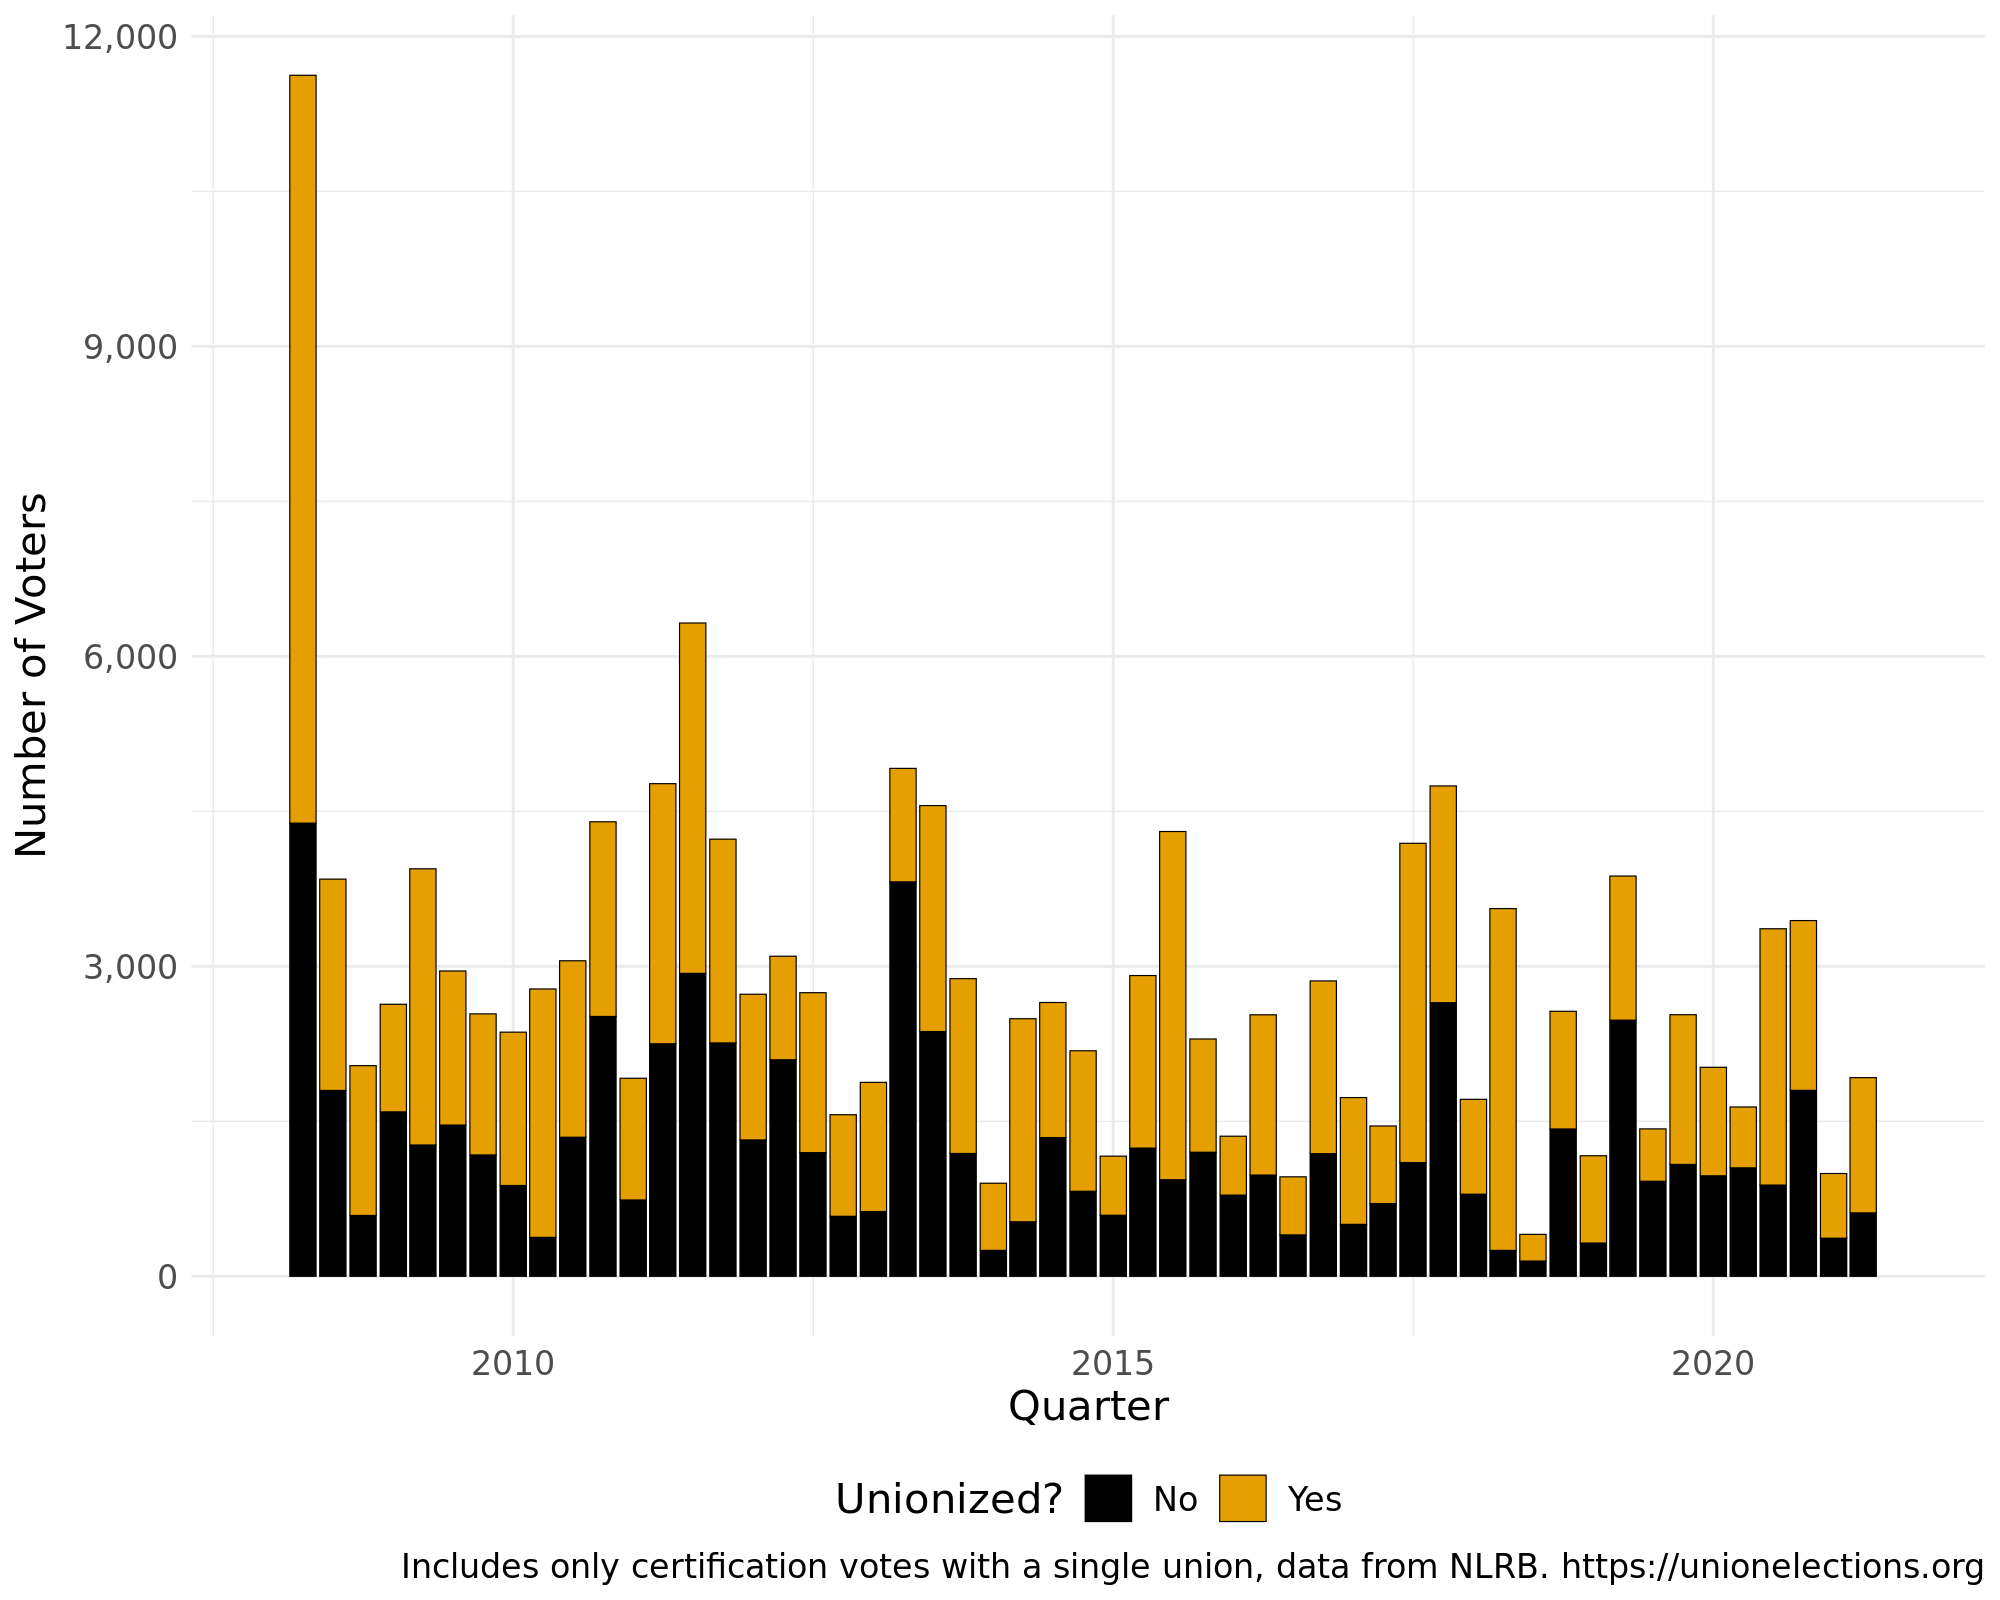 12,000
9,000
6,000
3,000
0
Number of Voters
2010 2015 2020
Quarter
Unionized? No Yes
Includes only certification votes with a single union, data from NLRB. https://unionelections.org